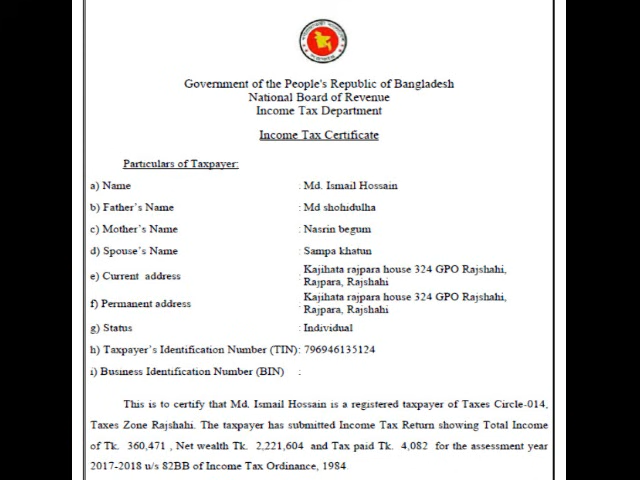 Government of the People's Republic of Bangladesh
National Board of Revenue
Income Tax Department
Income Tax Certificate
Particulars of Taxpayer:
a) Name : Md. Ismail Hossain
b) Father's Name : Md shohidulha
c) Mother's Name : Nasrin begum
d) Spouse's Name : Sampa khatun
e) Current address : Kajihata rajpara house 324 GPO Rajshahi,
Rajpara, Rajshahi
f) Permanent address : Kajihata rajpara house 324 GPO Rajshahi,
Rajpara, Rajshahi
g) Status : Individual
h) Taxpayer's Identification Number (TIN) : 796946135124
i) Business Identification Number (BIN) :
This is to certify that Md. Ismail Hossain is a registered taxpayer of Taxes Circle-014,
Taxes Zone Rajshahi. The taxpayer has submitted Income Tax Return showing Total Income
of Tk. 360,471 , Net wealth Tk. 2,221,604 and Tax paid Tk. 4,082 for the assessment year
2017-2018 u/s 82BB of Income Tax Ordinance, 1984.